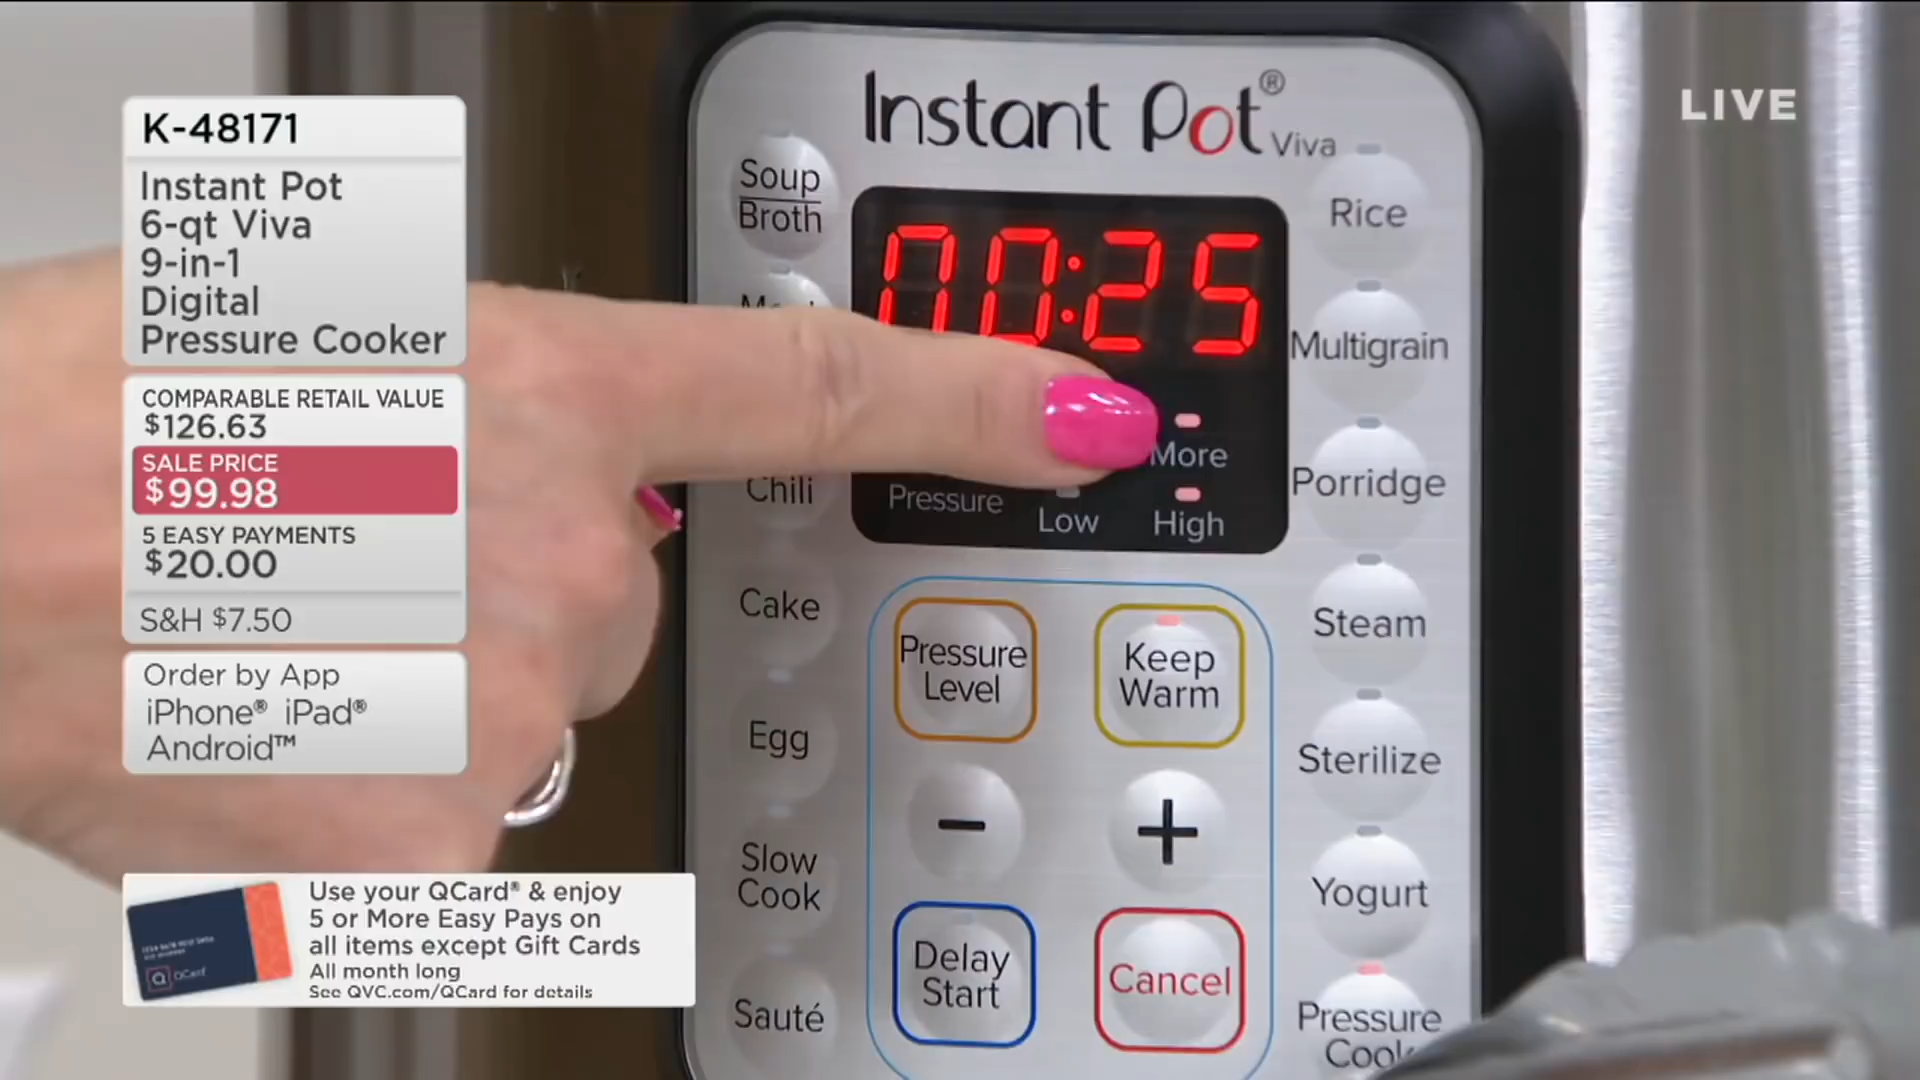 LIVE
K-48171
Instant Pot
6-qt Viva
9-in-1
Digital
Pressure Cooker
COMPARABLE RETAIL VALUE
$126.63
SALE PRICE
$99.98
5 EASY PAYMENTS
$20.00
S&H $7.50
Order by App
iPhone® iPad®
Android™
Use your QCard® & enjoy
5 or More Easy Pays on
all items except Gift Cards
All month long
See QVC.com/QCard for details
Q QCard
Instant Pot® Viva
00:25
More
Pressure
Low
High
Soup
Broth
Chili
Cake
Egg
Slow
Cook
Sauté
Pressure
Level
Keep
Warm
-
+
Delay
Start
Cancel
Rice
Multigrain
Porridge
Steam
Sterilize
Yogurt
Pressure
Cook